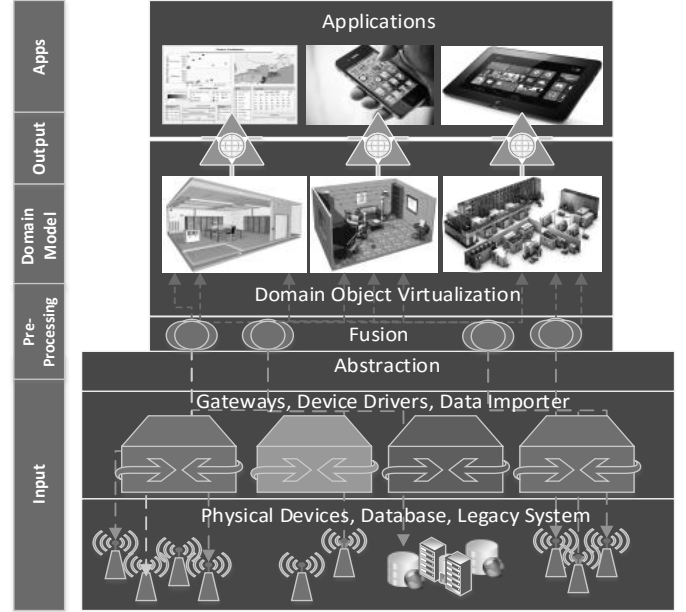 Apps
Output
Domain
Model
Pre-
Processing
Input
Applications
Domain Object Virtualization
Fusion
Abstraction
Gateways, Device Drivers, Data Importer
Physical Devices, Database, Legacy System